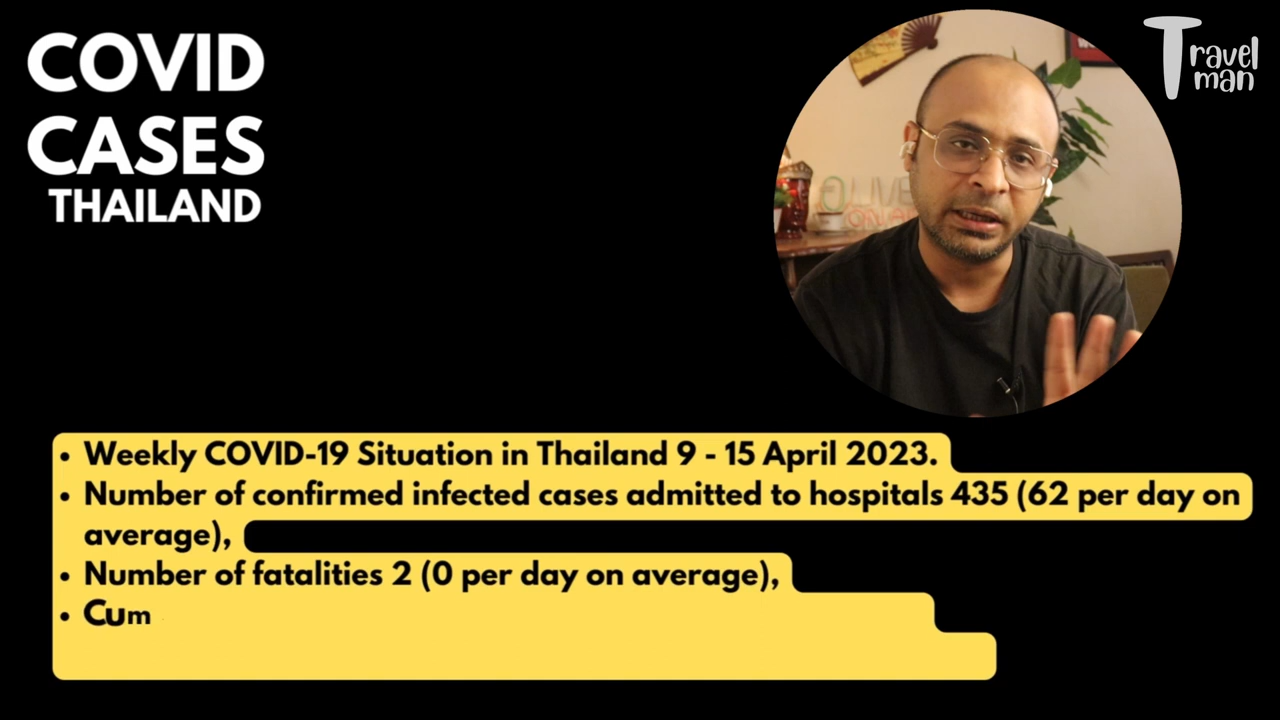 COVID
CASES
THAILAND
Travel
man
• Weekly COVID-19 Situation in Thailand 9 - 15 April 2023.
• Number of confirmed infected cases admitted to hospitals 435 (62 per day on
average),
• Number of fatalities 2 (0 per day on average),
• Cum